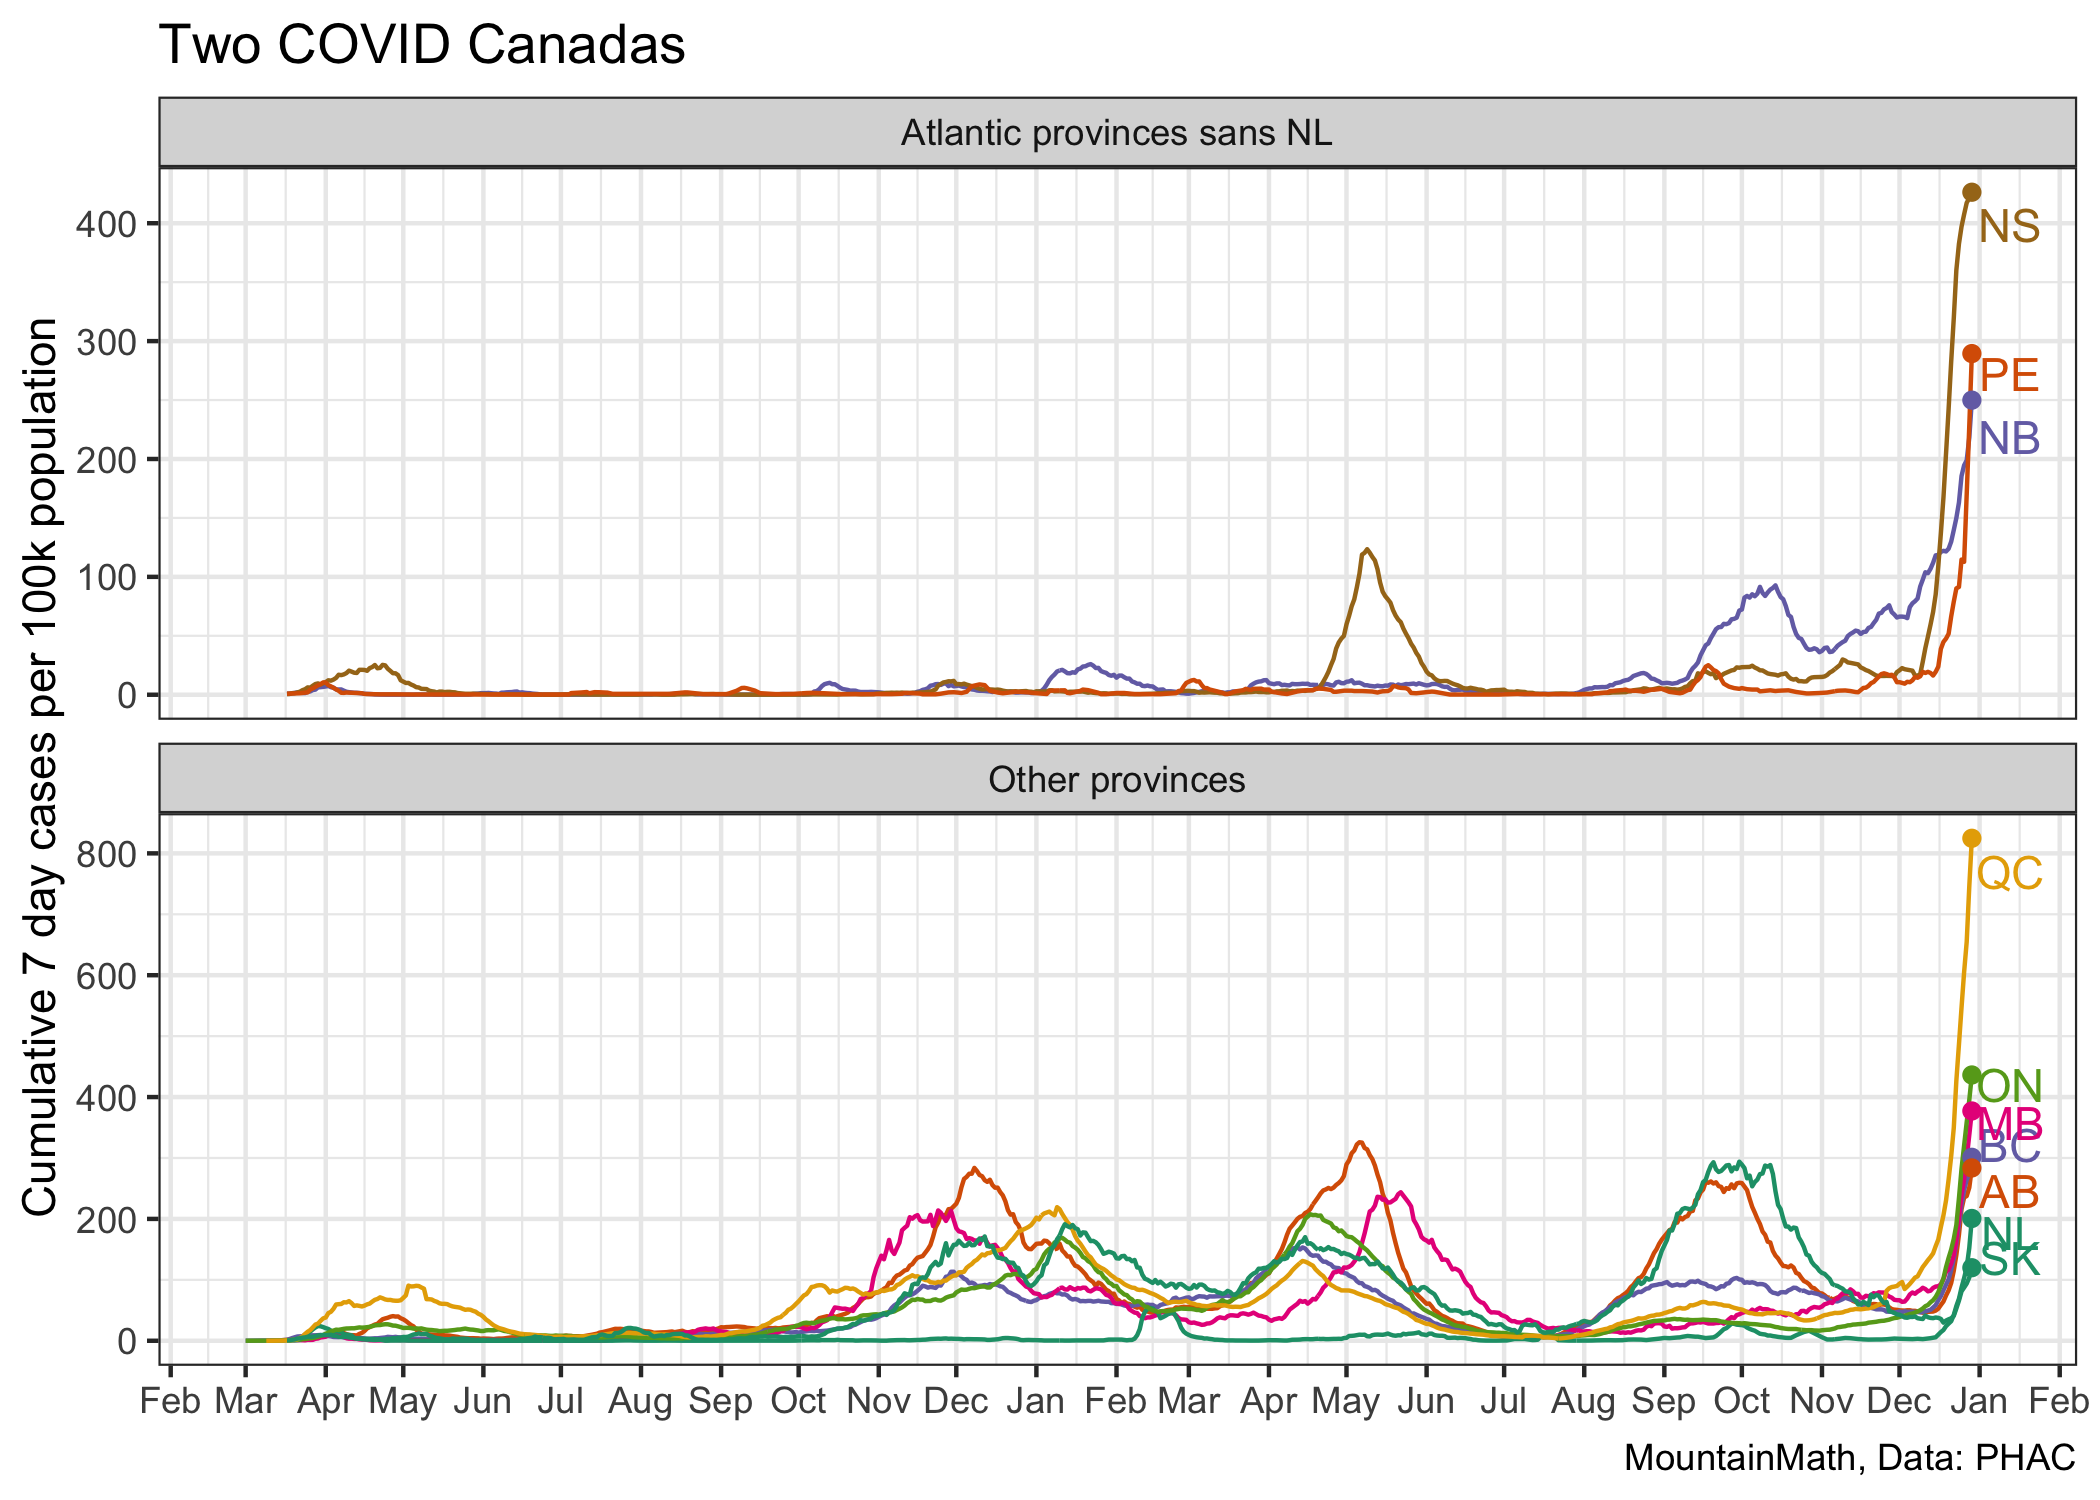 Two COVID Canadas
Atlantic provinces sans NL
Cumulative 7 day cases per 100k population
400
300
200
100
0
NS
PE
NB
Other provinces
800
600
400
200
0
QC
ON
MB
BC
AB
NL
SK
Feb Mar Apr May Jun Jul Aug Sep Oct Nov Dec Jan Feb Mar Apr May Jun Jul Aug Sep Oct Nov Dec Jan Feb
MountainMath, Data: PHAC